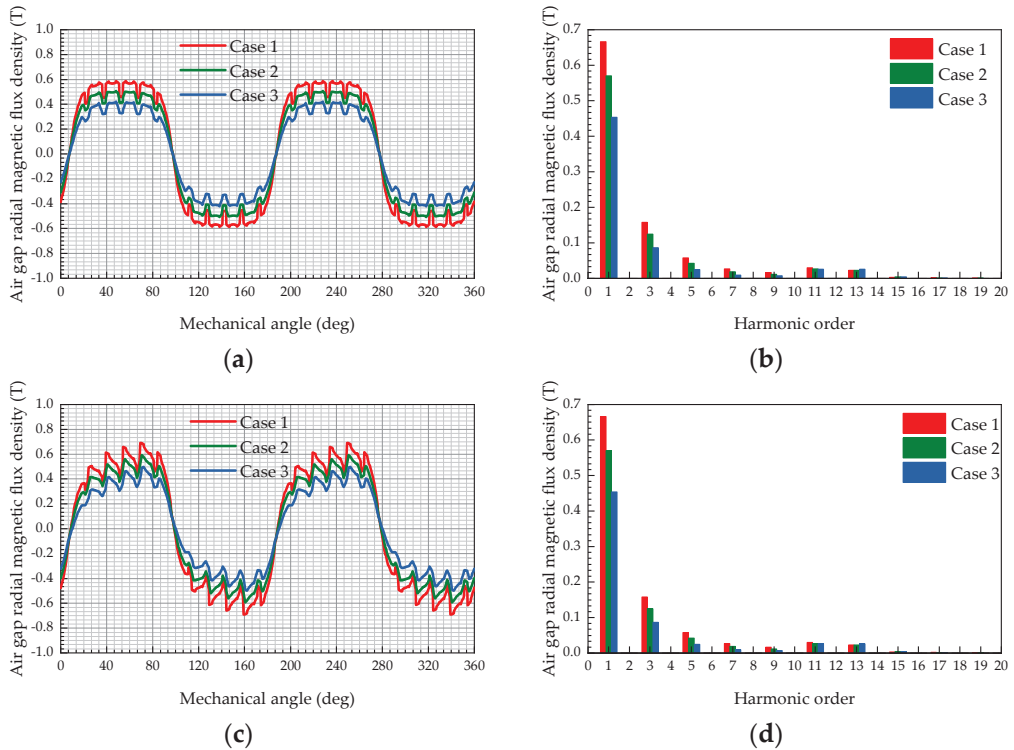 Air gap radial magnetic flux density (T)
1.0
0.8
0.6
0.4
0.2
0.0
-0.2
-0.4
-0.6
-0.8
-1.0
Case 1
Case 2
Case 3
0 40 80 120 160 200 240 280 320 360
Mechanical angle (deg)
(a)
Air gap radial magnetic flux density (T)
0.7
0.6
0.5
0.4
0.3
0.2
0.1
0.0
Case 1
Case 2
Case 3
0 1 2 3 4 5 6 7 8 9 10 11 12 13 14 15 16 17 18 19 20
Harmonic order
(b)
Air gap radial magnetic flux density (T)
1.0
0.8
0.6
0.4
0.2
0.0
-0.2
-0.4
-0.6
-0.8
-1.0
Case 1
Case 2
Case 3
0 40 80 120 160 200 240 280 320 360
Mechanical angle (deg)
(c)
Air gap radial magnetic flux density (T)
0.7
0.6
0.5
0.4
0.3
0.2
0.1
0.0
Case 1
Case 2
Case 3
0 1 2 3 4 5 6 7 8 9 10 11 12 13 14 15 16 17 18 19 20
Harmonic order
(d)